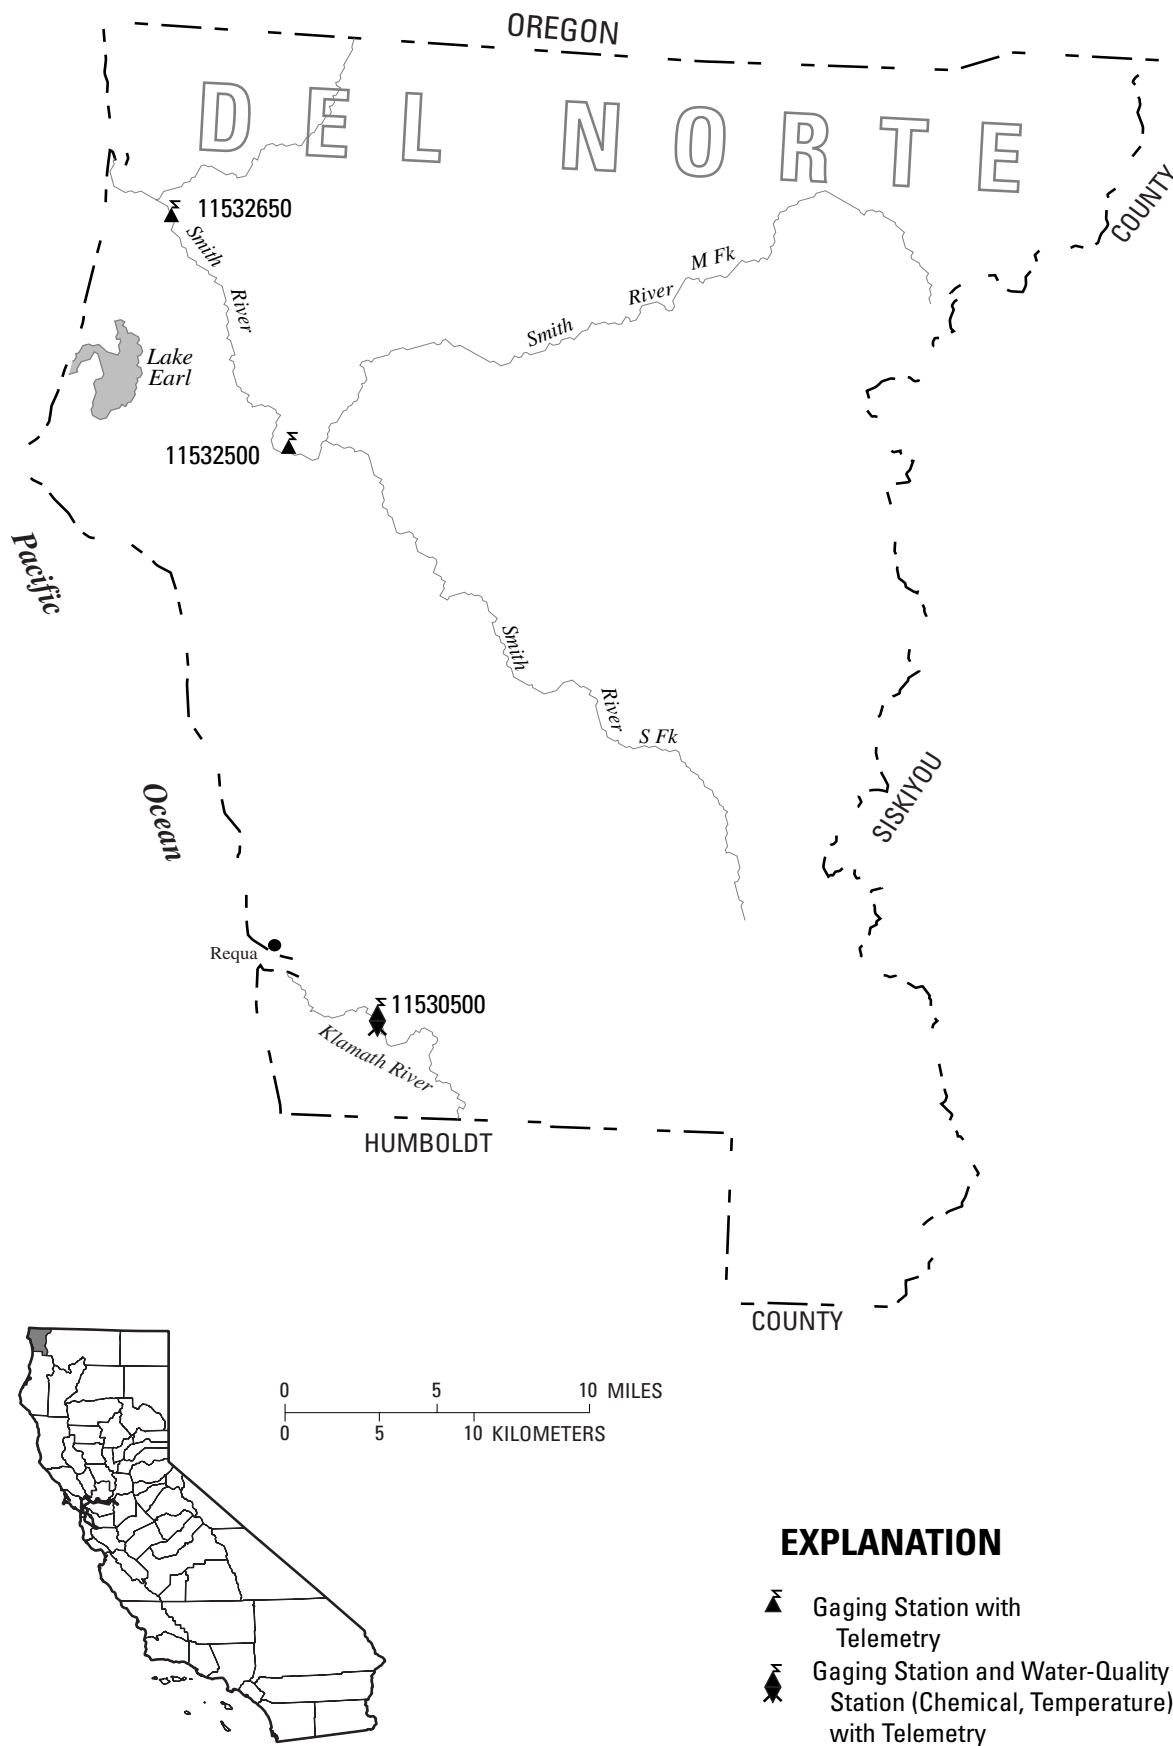 OREGON
DEL NORTE
COUNTY
11532650
Smith
River
M Fk
River
Smith
Lake
Earl
11532500
Pacific
Smith
River
S Fk
SISKIYOU
Ocean
Requa
11530500
Klamath River
HUMBOLDT
COUNTY
0 5 10 MILES
0 5 10 KILOMETERS
EXPLANATION
Gaging Station with
Telemetry
Gaging Station and Water-Quality
Station (Chemical, Temperature)
with Telemetry